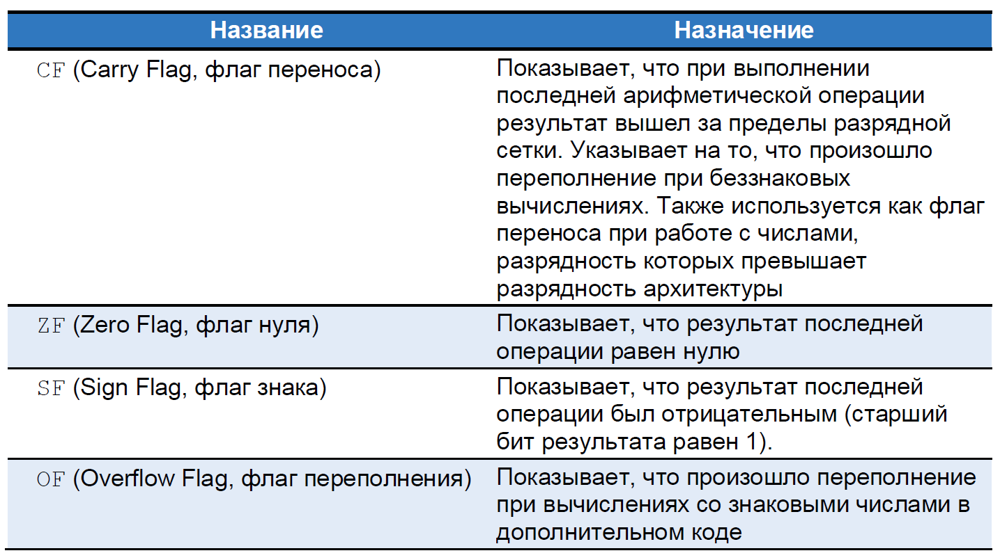 Название Назначение
CF (Carry Flag, флаг переноса)
Показывает, что при выполнении
последней арифметической операции
результат вышел за пределы разрядной
сетки. Указывает на то, что произошло
переполнение при беззнаковых
вычислениях. Также используется как флаг
переноса при работе с числами,
разрядность которых превышает
разрядность архитектуры
ZF (Zero Flag, флаг нуля)
Показывает, что результат последней
операции равен нулю
SF (Sign Flag, флаг знака)
Показывает, что результат последней
операции был отрицательным (старший
бит результата равен 1).
OF (Overflow Flag, флаг переполнения)
Показывает, что произошло переполнение
при вычислениях со знаковыми числами в
дополнительном коде